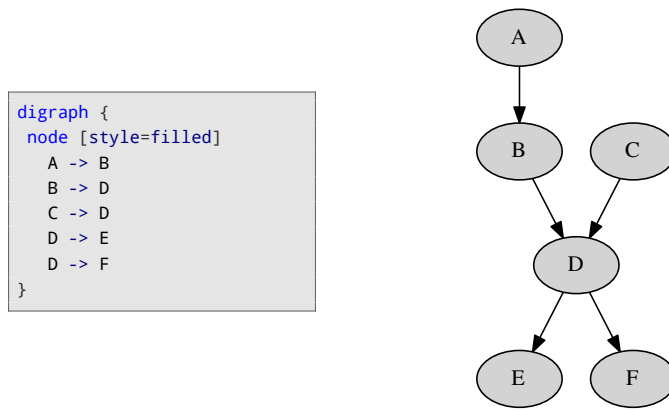 digraph {
 node [style=filled]
   A -> B
   B -> D
   C -> D
   D -> E
   D -> F
}
A
B C
D
E F